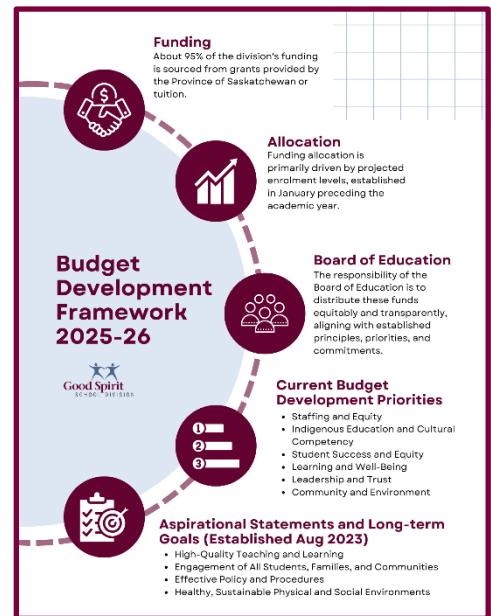 Funding
About 95% of the division's funding
is sourced from grants provided by
the Province of Saskatchewan or
tuition.
Allocation
Funding allocation is
primarily driven by projected
enrolment levels, established
in January preceding the
academic year.
Budget
Development
Framework
2025-26
Good Spirit
SCHOOL DIVISION
Board of Education
The responsibility of the
Board of Education is to
distribute these funds
equitably and transparently,
aligning with established
principles, priorities, and
commitments.
Current Budget
Development Priorities
• Staffing and Equity
• Indigenous Education and Cultural
Competency
• Student Success and Equity
• Learning and Well-Being
• Leadership and Trust
• Community and Environment
1
2
3
Aspirational Statements and Long-term
Goals (Established Aug 2023)
• High-Quality Teaching and Learning
• Engagement of All Students, Families, and Communities
• Effective Policy and Procedures
• Healthy, Sustainable Physical and Social Environments